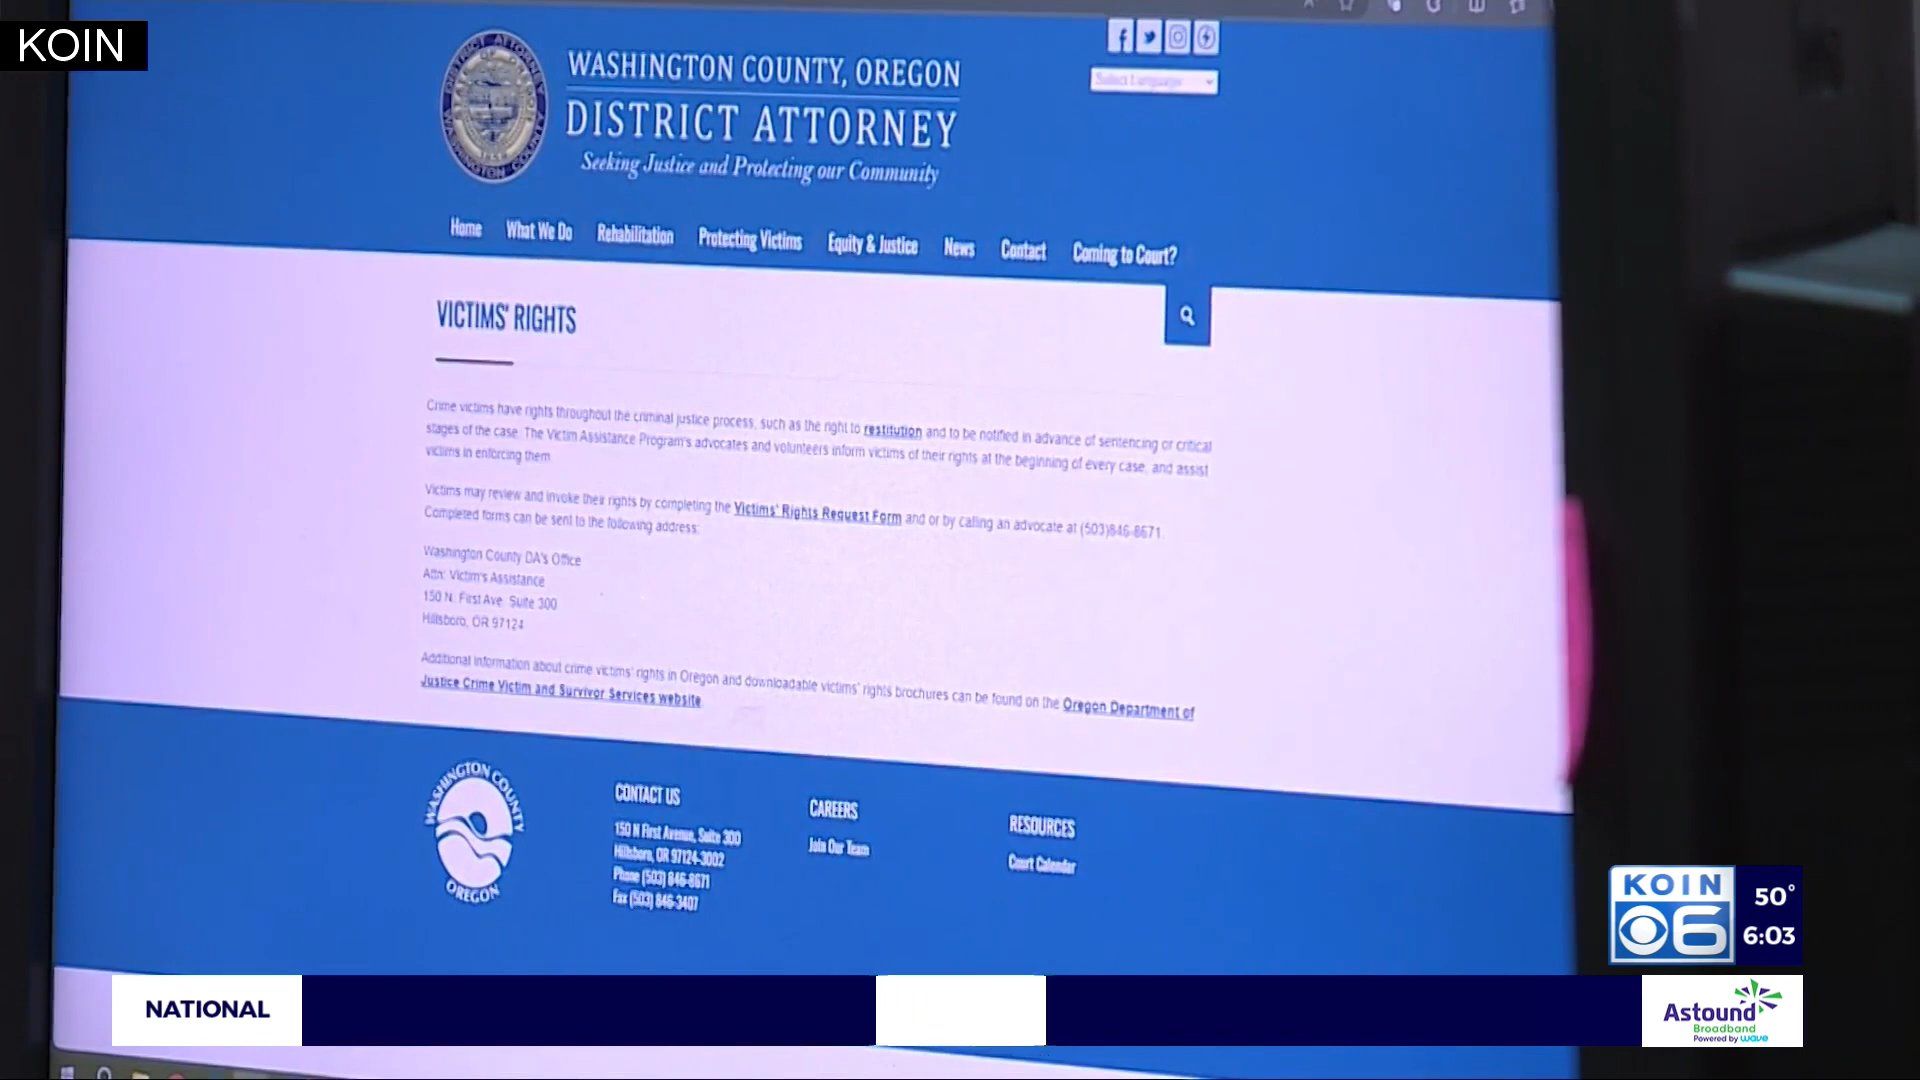 KOIN
WASHINGTON COUNTY, OREGON
DISTRICT ATTORNEY
Seeking Justice and Protecting our Community
Select Language
Home What We Do Rehabilitation Protecting Victims Equity & Justice News Contact Coming to Court?
VICTIMS' RIGHTS
Crime victims have rights throughout the criminal justice process, such as the right to restitution and to be notified in advance of sentencing or critical
stages of the case. The Victim Assistance Program's advocates and volunteers inform victims of their rights at the beginning of every case, and assist
victims in enforcing them.
Victims may review and invoke their rights by completing the Victims' Rights Request Form and or by calling an advocate at (503)846-8671.
Completed forms can be sent to the following address:
Washington County DA's Office
Attn: Victim's Assistance
150 N. First Ave. Suite 300
Hillsboro, OR 97124
Additional information about crime victims' rights in Oregon and downloadable victims' rights brochures can be found on the Oregon Department of
Justice Crime Victim and Survivor Services website.
WASHINGTON COUNTY
OREGON
CONTACT US
150 N First Avenue, Suite 300
Hillsboro, OR 97124-3002
Phone (503) 846-8671
Fax (503) 846-3407
CAREERS
Join Our Team
RESOURCES
Court Calendar
KOIN
6
50°
6:03
NATIONAL
Astound
Broadband
Powered by wave